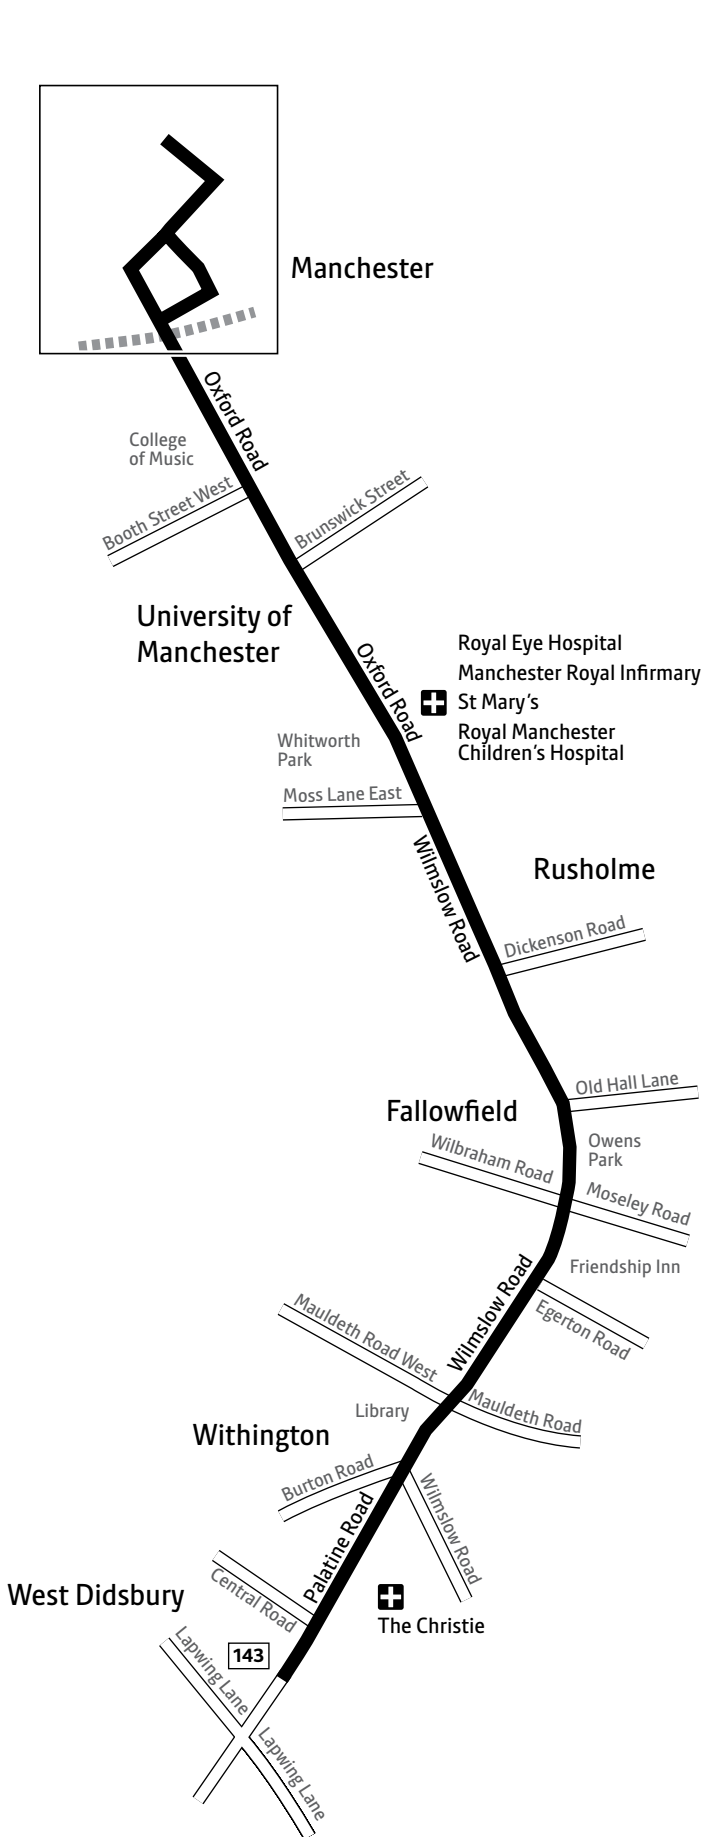 Manchester
Oxford Road
College
of Music
Booth Street West
Brunswick Street
University of
Manchester
Oxford Road
Royal Eye Hospital
Manchester Royal Infirmary
St Mary's
Royal Manchester
Children's Hospital
Whitworth
Park
Moss Lane East
Wilmslow Road
Rusholme
Dickenson Road
Old Hall Lane
Fallowfield
Owens
Park
Wilbraham Road
Moseley Road
Friendship Inn
Wilmslow Road
Egerton Road
Mauldeth Road West
Mauldeth Road
Library
Withington
Burton Road
Wilmslow Road
Palatine Road
West Didsbury
Central Road
The Christie
143
Lapwing Lane
Lapwing Lane